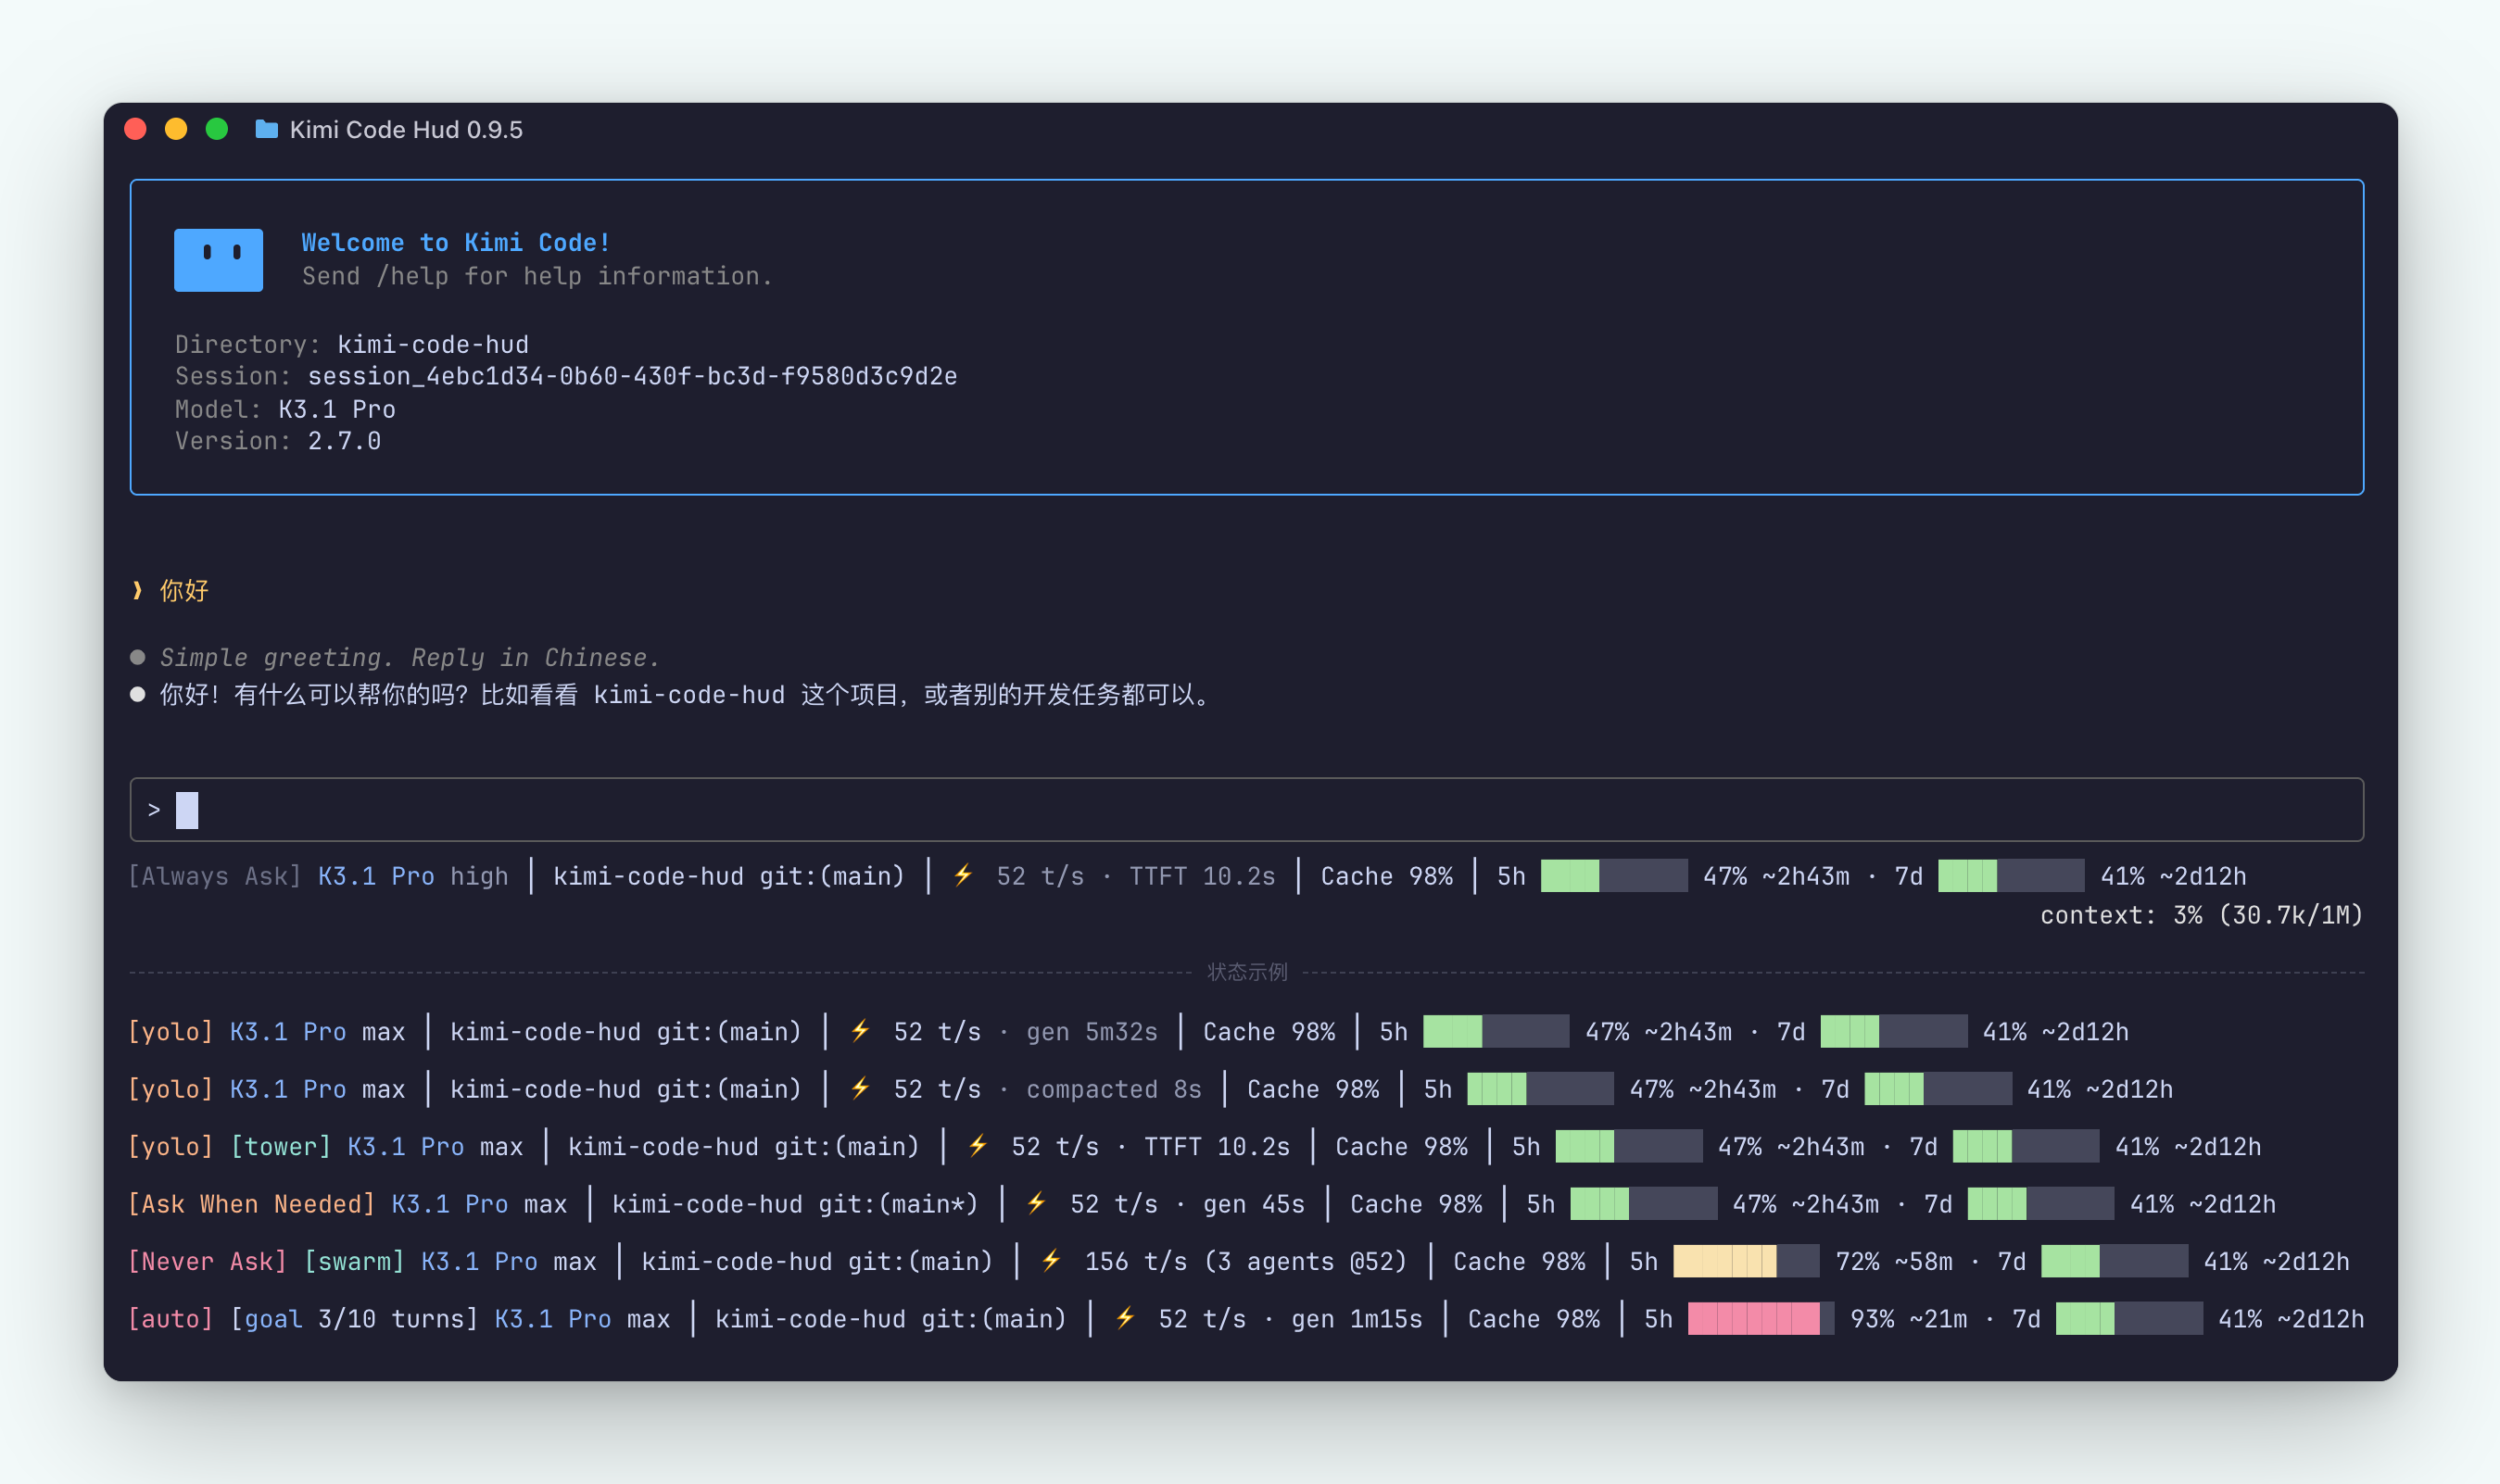 Kimi Code Hud 0.9.5
Welcome to Kimi Code!
Send /help for help information.
Directory: kimi-code-hud
Session: session_4ebc1d34-0b60-430f-bc3d-f9580d3c9d2e
Model: K3.1 Pro
Version: 2.7.0
❯ 你好
● Simple greeting. Reply in Chinese.
● 你好！有什么可以帮你的吗？比如看看 kimi-code-hud 这个项目，或者别的开发任务都可以。
>
[Always Ask] K3.1 Pro high │ kimi-code-hud git:(main) │ ⚡ 52 t/s · TTFT 10.2s │ Cache 98% │ 5h 47% ~2h43m · 7d 41% ~2d12h
context: 3% (30.7k/1M)
状态示例
[yolo] K3.1 Pro max │ kimi-code-hud git:(main) │ ⚡ 52 t/s · gen 5m32s │ Cache 98% │ 5h 47% ~2h43m · 7d 41% ~2d12h
[yolo] K3.1 Pro max │ kimi-code-hud git:(main) │ ⚡ 52 t/s · compacted 8s │ Cache 98% │ 5h 47% ~2h43m · 7d 41% ~2d12h
[yolo] [tower] K3.1 Pro max │ kimi-code-hud git:(main) │ ⚡ 52 t/s · TTFT 10.2s │ Cache 98% │ 5h 47% ~2h43m · 7d 41% ~2d12h
[Ask When Needed] K3.1 Pro max │ kimi-code-hud git:(main*) │ ⚡ 52 t/s · gen 45s │ Cache 98% │ 5h 47% ~2h43m · 7d 41% ~2d12h
[Never Ask] [swarm] K3.1 Pro max │ kimi-code-hud git:(main) │ ⚡ 156 t/s (3 agents @52) │ Cache 98% │ 5h 72% ~58m · 7d 41% ~2d12h
[auto] [goal 3/10 turns] K3.1 Pro max │ kimi-code-hud git:(main) │ ⚡ 52 t/s · gen 1m15s │ Cache 98% │ 5h 93% ~21m · 7d 41% ~2d12h